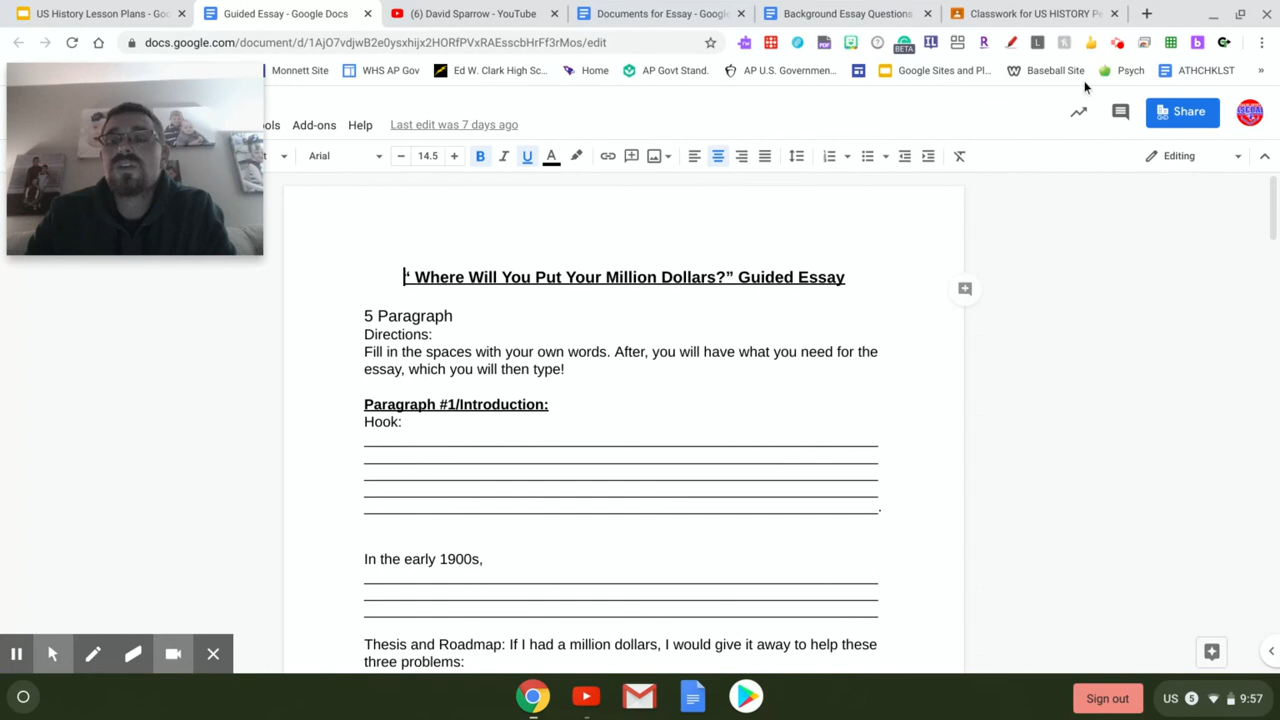 US History Lesson Plans - Goo
Guided Essay - Google Docs
(6) David Sparrow - YouTube
Documents for Essay - Google
Background Essay Questions
Classwork for US HISTORY Pe
docs.google.com/document/d/1AjO7vdjwB2e0ysxhijx2HORfPVxRAEsscbHrFf3rMos/edit
BETA
Monnett Site
WHS AP Gov
Ed W. Clark High Sc...
Home
AP Govt Stand.
AP U.S. Governmen...
Google Sites and Pl...
Baseball Site
Psych
ATHCHKLST
»
ols
Add-ons
Help
Last edit was 7 days ago
Share
t
Arial
14.5
B I U A
Editing
“ Where Will You Put Your Million Dollars?” Guided Essay
5 Paragraph
Directions:
Fill in the spaces with your own words. After, you will have what you need for the
essay, which you will then type!
Paragraph #1/Introduction:
Hook:
.
In the early 1900s,
Thesis and Roadmap: If I had a million dollars, I would give it away to help these
three problems:
Sign out
US
5
9:57